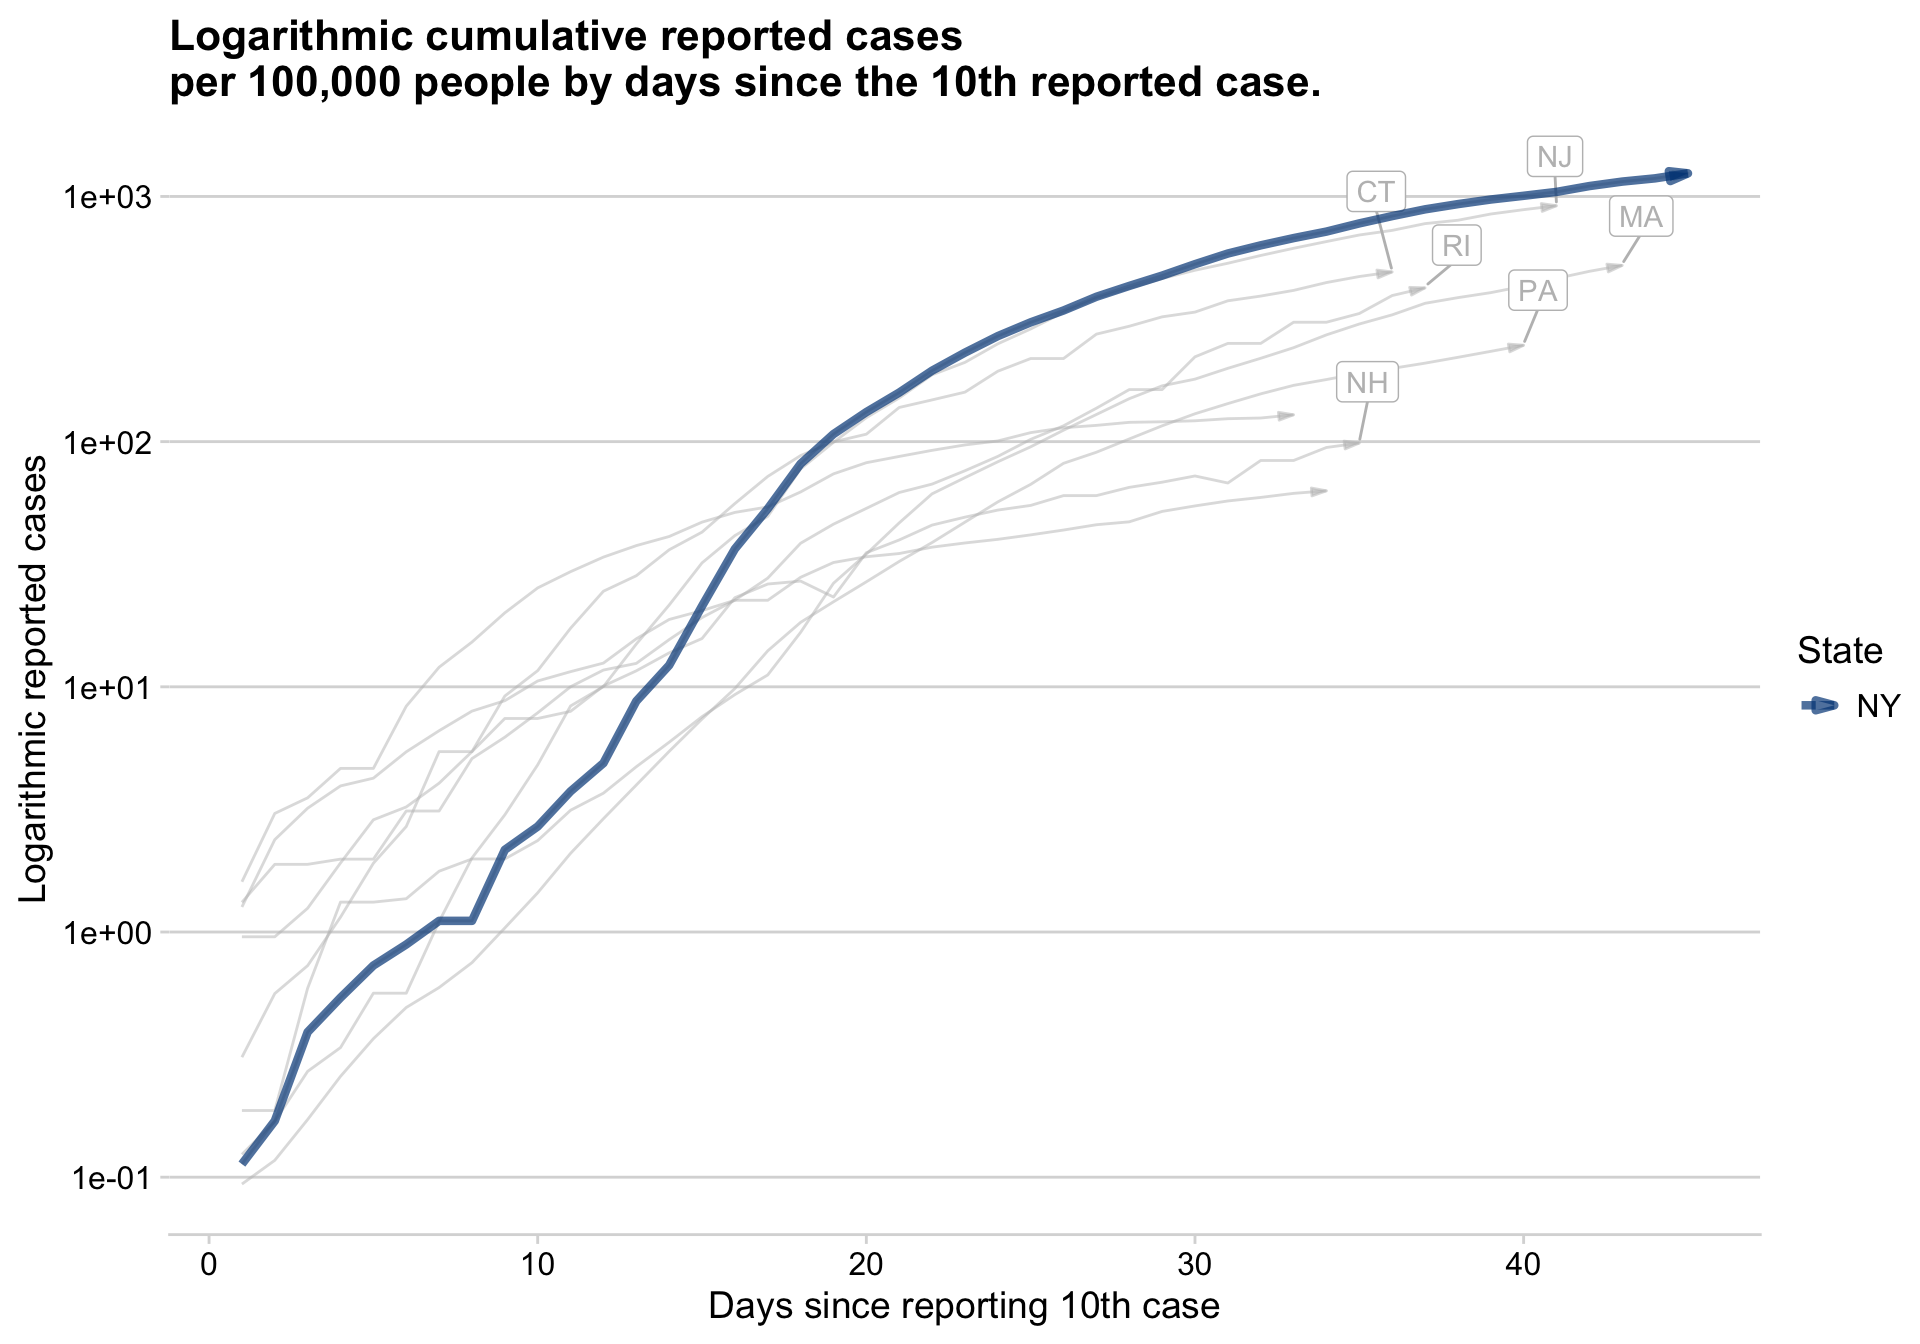 Logarithmic cumulative reported cases
per 100,000 people by days since the 10th reported case.
NJ
CT
1e+03
MA
RI
PA
NH
1e+02
Logarithmic reported cases
State
1e+01
NY
1e+00
1e-01
0 10 20 30 40
Days since reporting 10th case